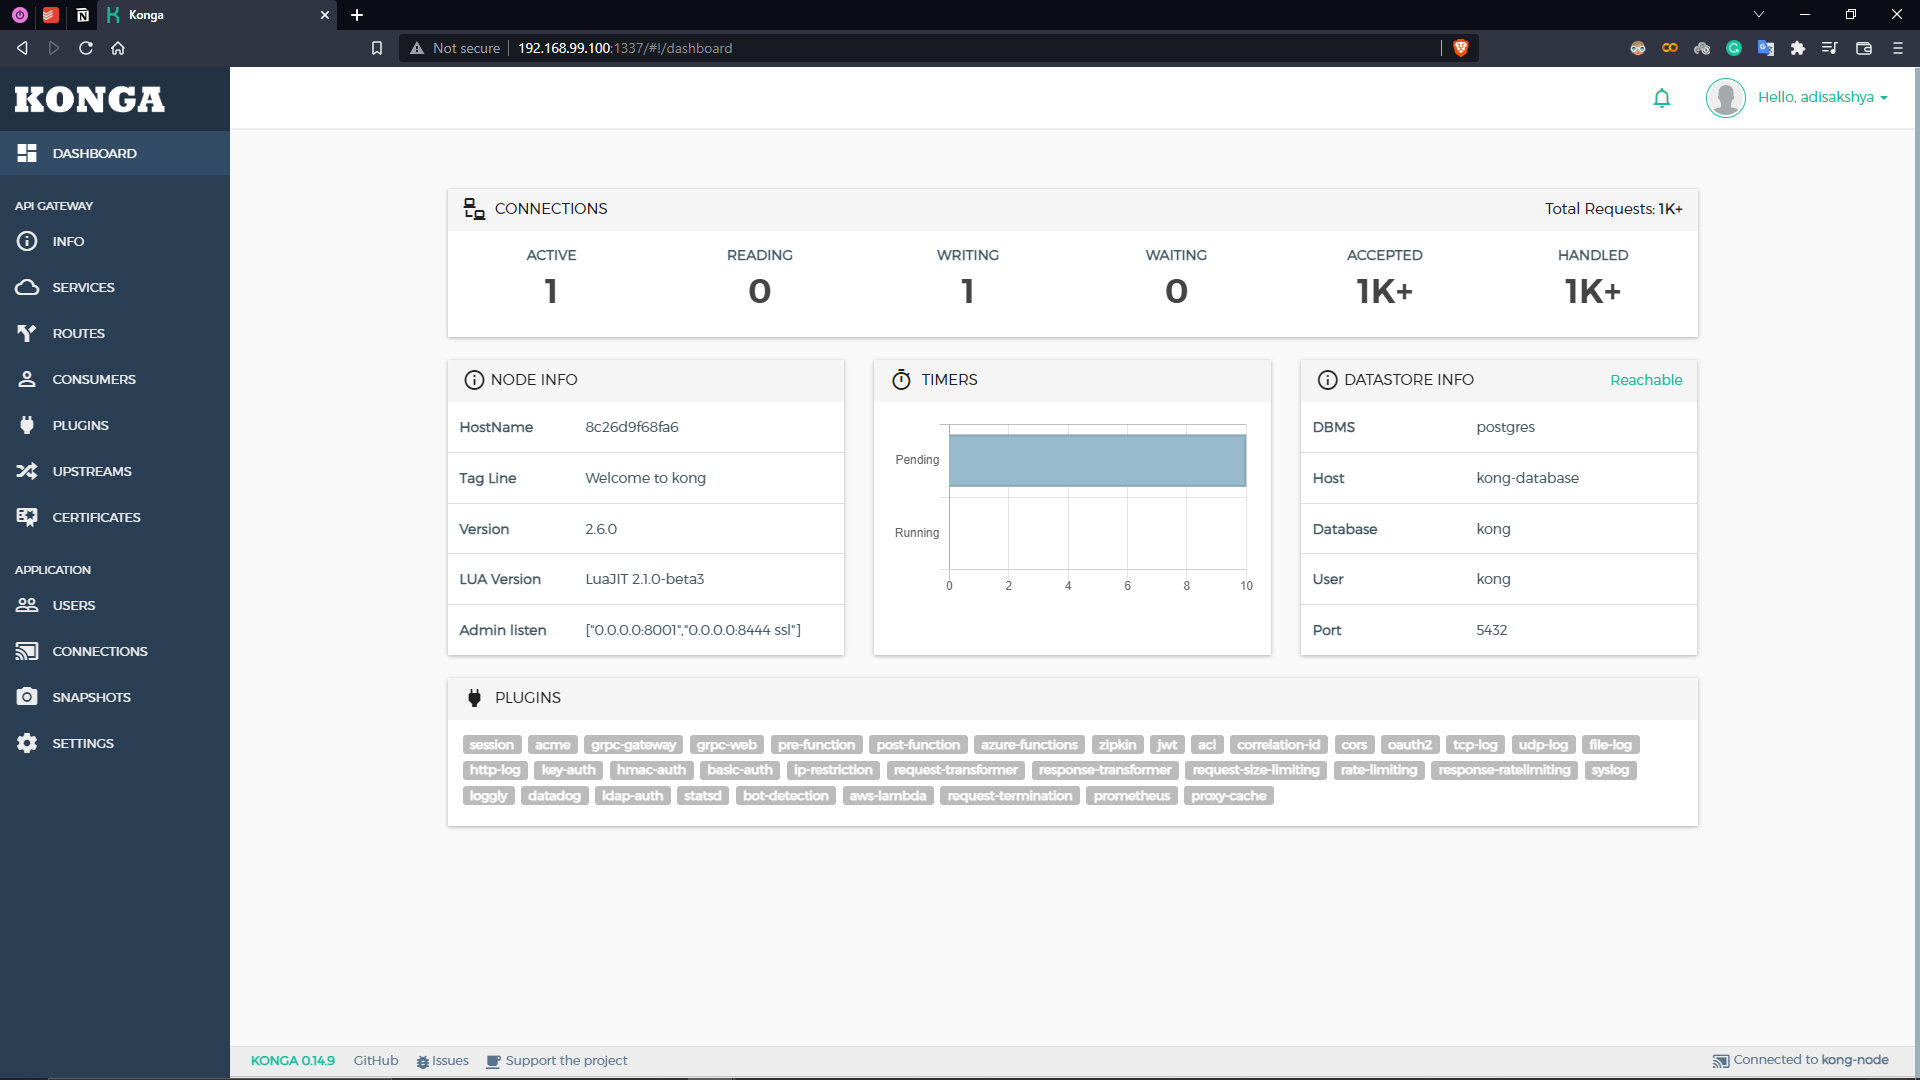 Konga
Not secure
192.168.99.100:1337/#!/dashboard
KONGA
Hello, adisakshya
DASHBOARD
API GATEWAY
INFO
SERVICES
ROUTES
CONSUMERS
PLUGINS
UPSTREAMS
CERTIFICATES
APPLICATION
USERS
CONNECTIONS
SNAPSHOTS
SETTINGS
CONNECTIONS
Total Requests: 1K+
ACTIVE READING WRITING WAITING ACCEPTED HANDLED
1 0 1 0 1K+ 1K+
NODE INFO
HostName 8c26d9f68fa6
Tag Line Welcome to kong
Version 2.6.0
LUA Version LuaJIT 2.1.0-beta3
Admin listen ["0.0.0.0:8001","0.0.0.0:8444 ssl"]
TIMERS
Pending
Running
0 2 4 6 8 10
DATASTORE INFO Reachable
DBMS postgres
Host kong-database
Database kong
User kong
Port 5432
PLUGINS
session acme grpc-gateway grpc-web pre-function post-function azure-functions zipkin jwt acl correlation-id cors oauth2 tcp-log udp-log file-log
http-log key-auth hmac-auth basic-auth ip-restriction request-transformer response-transformer request-size-limiting rate-limiting response-ratelimiting syslog
loggly datadog ldap-auth statsd bot-detection aws-lambda request-termination prometheus proxy-cache
KONGA 0.14.9 GitHub Issues Support the project
Connected to kong-node